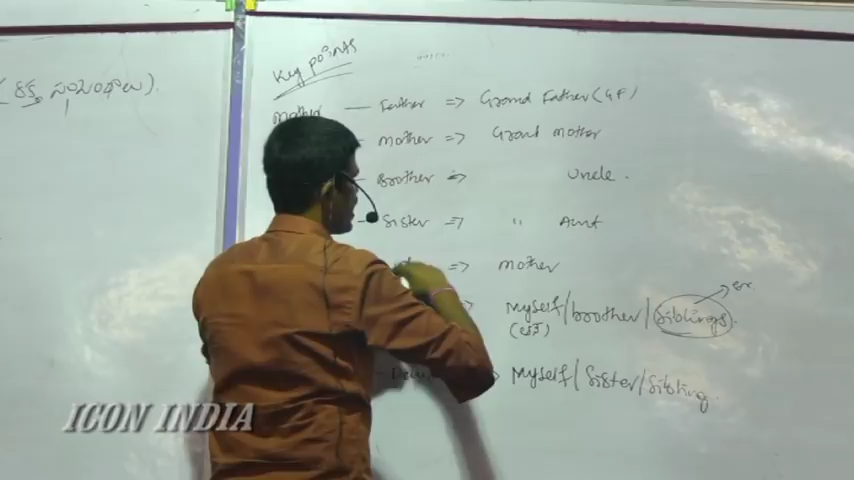 (రక్త సంబంధాలు).
Key points
Mother — Father => Grand Father (GF)
mother => Grand mother
— Brother => Uncle.
— Sister => " Aunt
=> mother
Myself/brother/siblings.
Myself/Sister/Sibling.
ICON INDIA